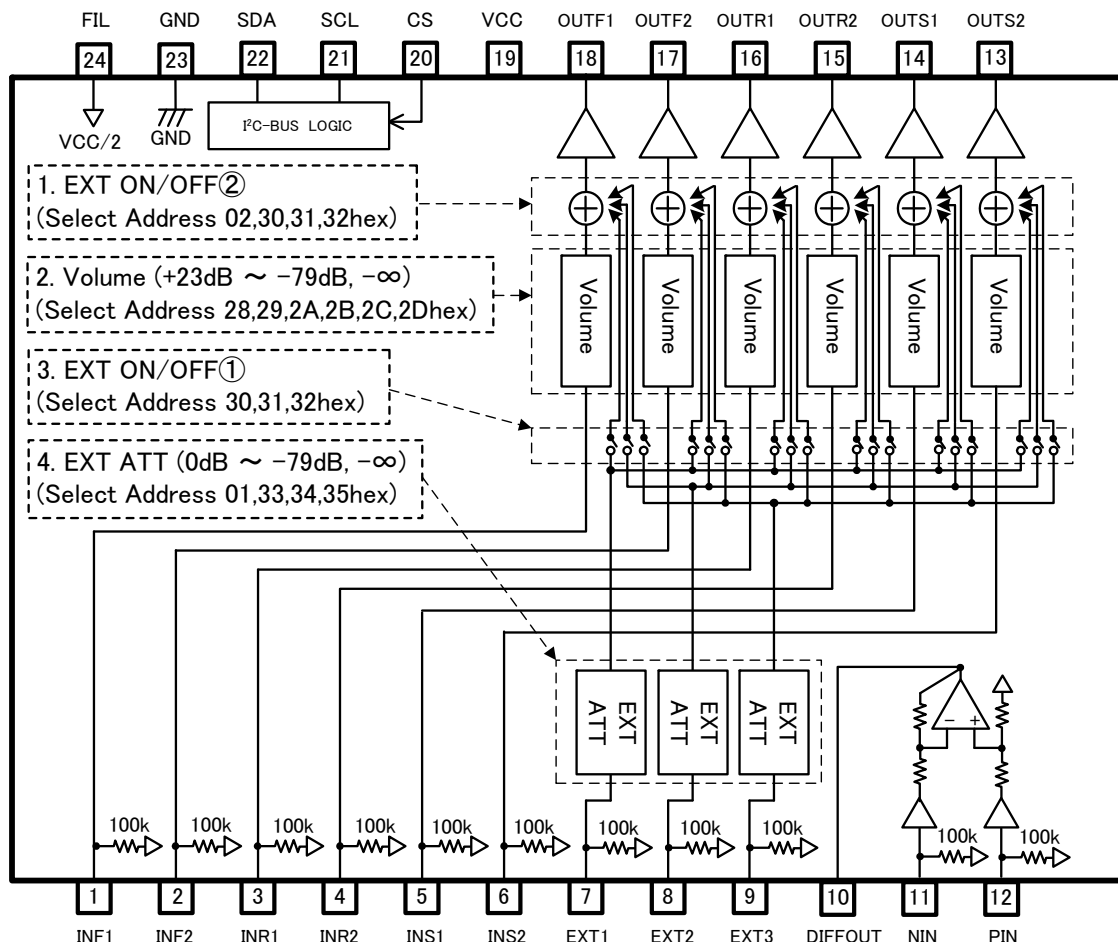 FIL GND SDA SCL CS VCC OUTF1 OUTF2 OUTR1 OUTR2 OUTS1 OUTS2
24 23 22 21 20 19 18 17 16 15 14 13
VCC/2
GND
I²C-BUS LOGIC
1. EXT ON/OFF②
(Select Address 02,30,31,32hex)
2. Volume (+23dB ～ -79dB, -∞)
(Select Address 28,29,2A,2B,2C,2Dhex)
3. EXT ON/OFF①
(Select Address 30,31,32hex)
4. EXT ATT (0dB ～ -79dB, -∞)
(Select Address 01,33,34,35hex)
Volume Volume Volume Volume Volume Volume
EXT ATT
EXT ATT
EXT ATT
- +
100k 100k 100k 100k 100k 100k 100k 100k 100k 100k 100k
1 2 3 4 5 6 7 8 9 10 11 12
INF1 INF2 INR1 INR2 INS1 INS2 EXT1 EXT2 EXT3 DIFFOUT NIN PIN